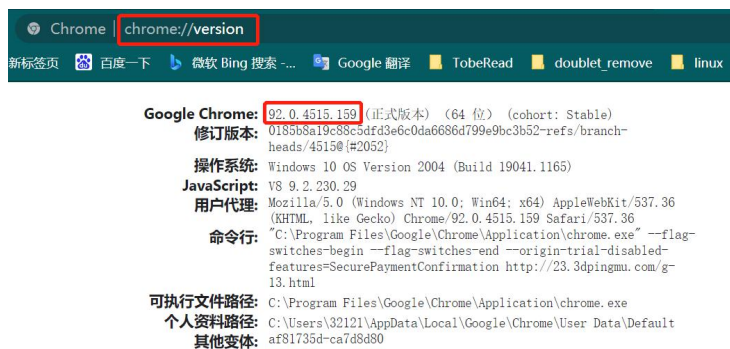 Chrome | chrome://version
新标签页 百度一下 微软 Bing 搜索 -... Google 翻译 TobeRead doublet_remove linux
Google Chrome: 92.0.4515.159 (正式版本) (64 位) (cohort: Stable)
修订版本: 0185b8a19c88c5dfd3e6c0da6686d799e9bc3b52-refs/branch-
heads/4515@{#2052}
操作系统: Windows 10 OS Version 2004 (Build 19041.1165)
JavaScript: V8 9.2.230.29
用户代理: Mozilla/5.0 (Windows NT 10.0; Win64; x64) AppleWebKit/537.36
(KHTML, like Gecko) Chrome/92.0.4515.159 Safari/537.36
命令行: "C:\Program Files\Google\Chrome\Application\chrome.exe" --flag-
switches-begin --flag-switches-end --origin-trial-disabled-
features=SecurePaymentConfirmation http://23.3dpingmu.com/g-
13.html
可执行文件路径: C:\Program Files\Google\Chrome\Application\chrome.exe
个人资料路径: C:\Users\32121\AppData\Local\Google\Chrome\User Data\Default
其他变体: af81735d-ca7d8d80